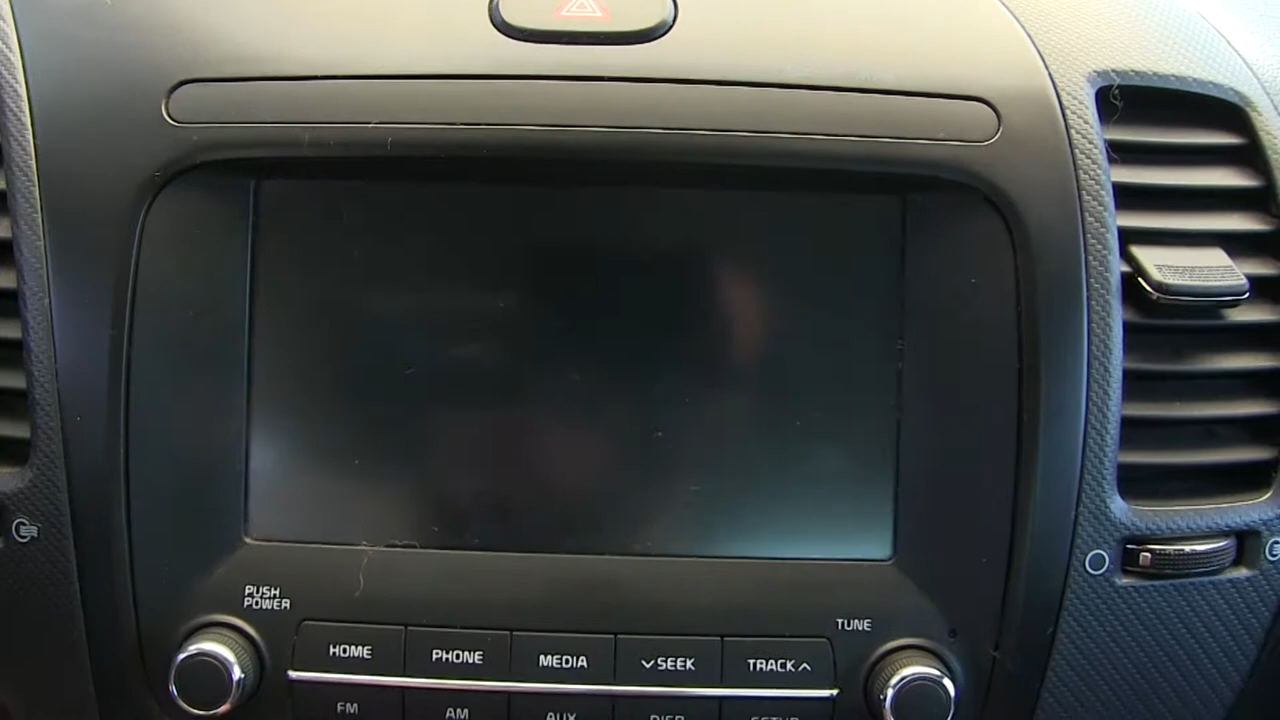 PUSH
POWER
TUNE
HOME PHONE MEDIA SEEK TRACK
FM AM AUX DISP SETUP